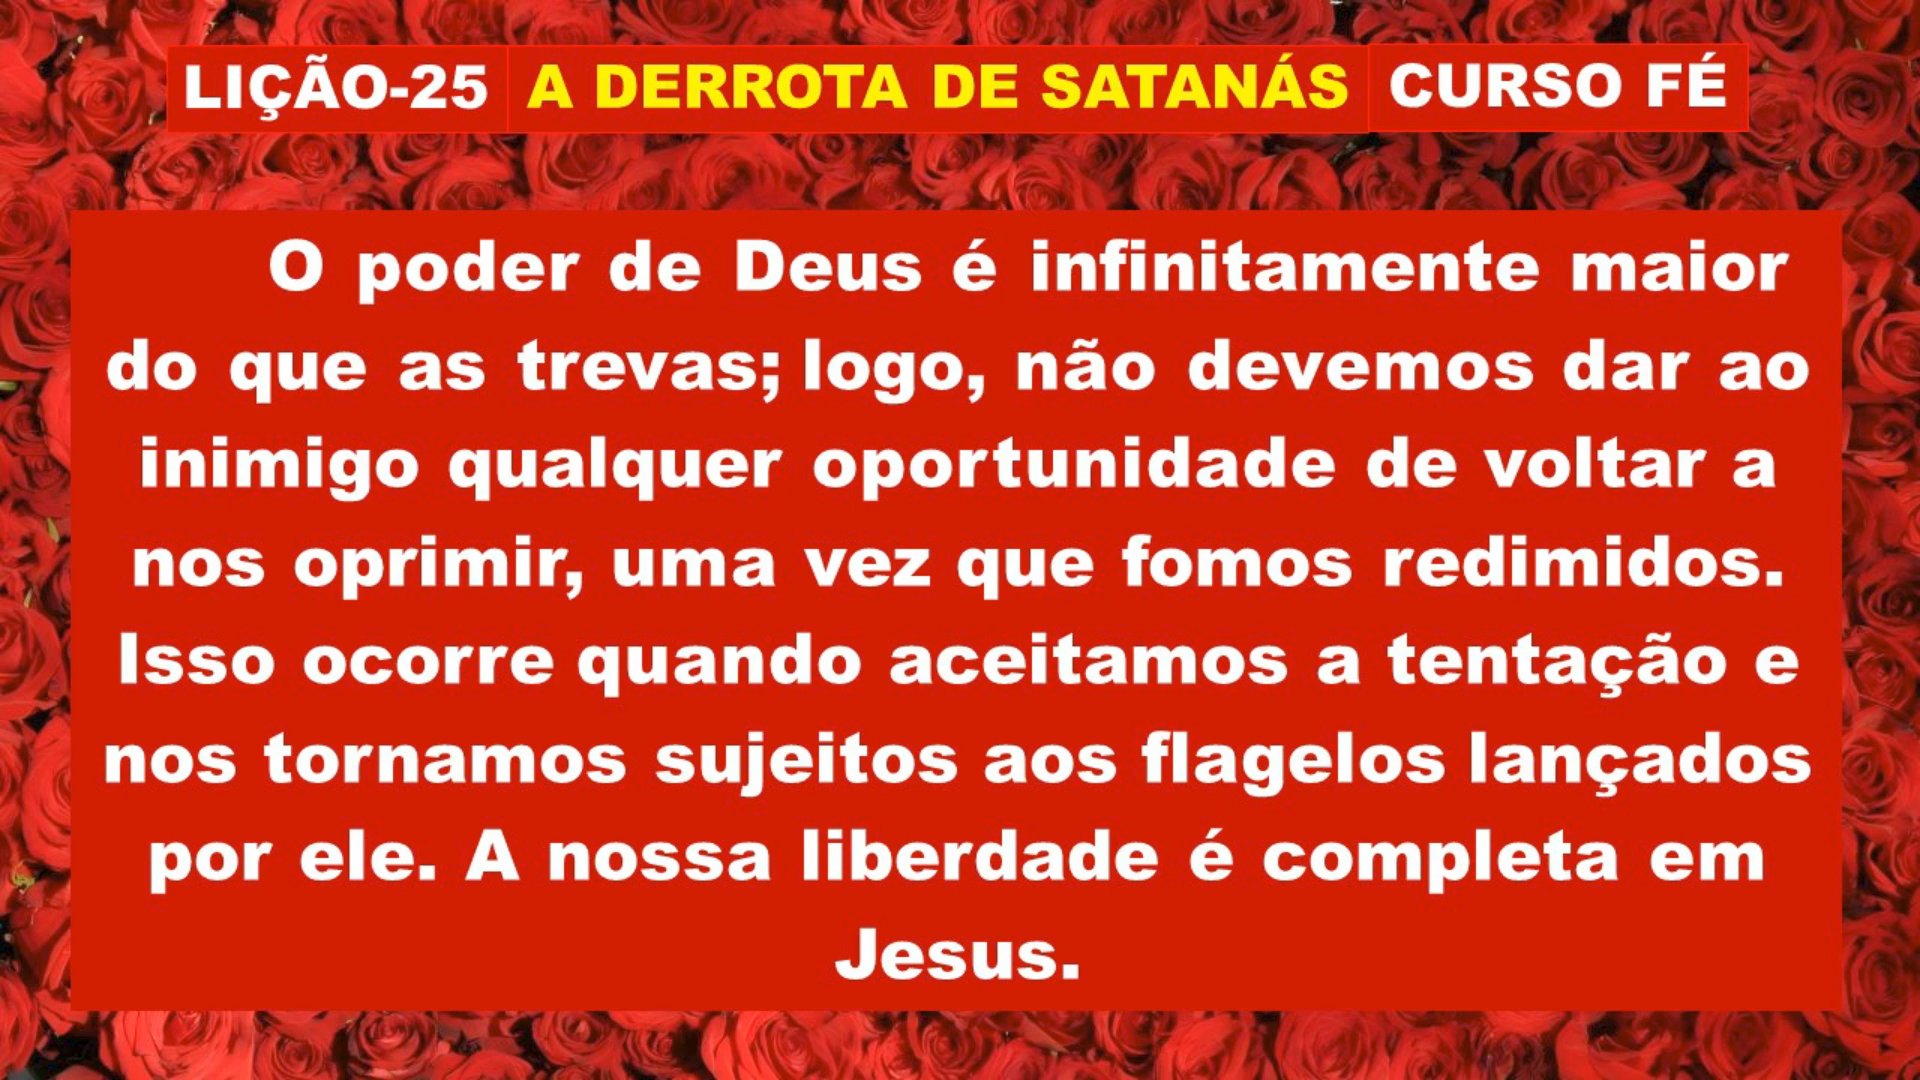 LIÇÃO-25 A DERROTA DE SATANÁS CURSO FÉ
O poder de Deus é infinitamente maior
do que as trevas; logo, não devemos dar ao
inimigo qualquer oportunidade de voltar a
nos oprimir, uma vez que fomos redimidos.
Isso ocorre quando aceitamos a tentação e
nos tornamos sujeitos aos flagelos lançados
por ele. A nossa liberdade é completa em
Jesus.